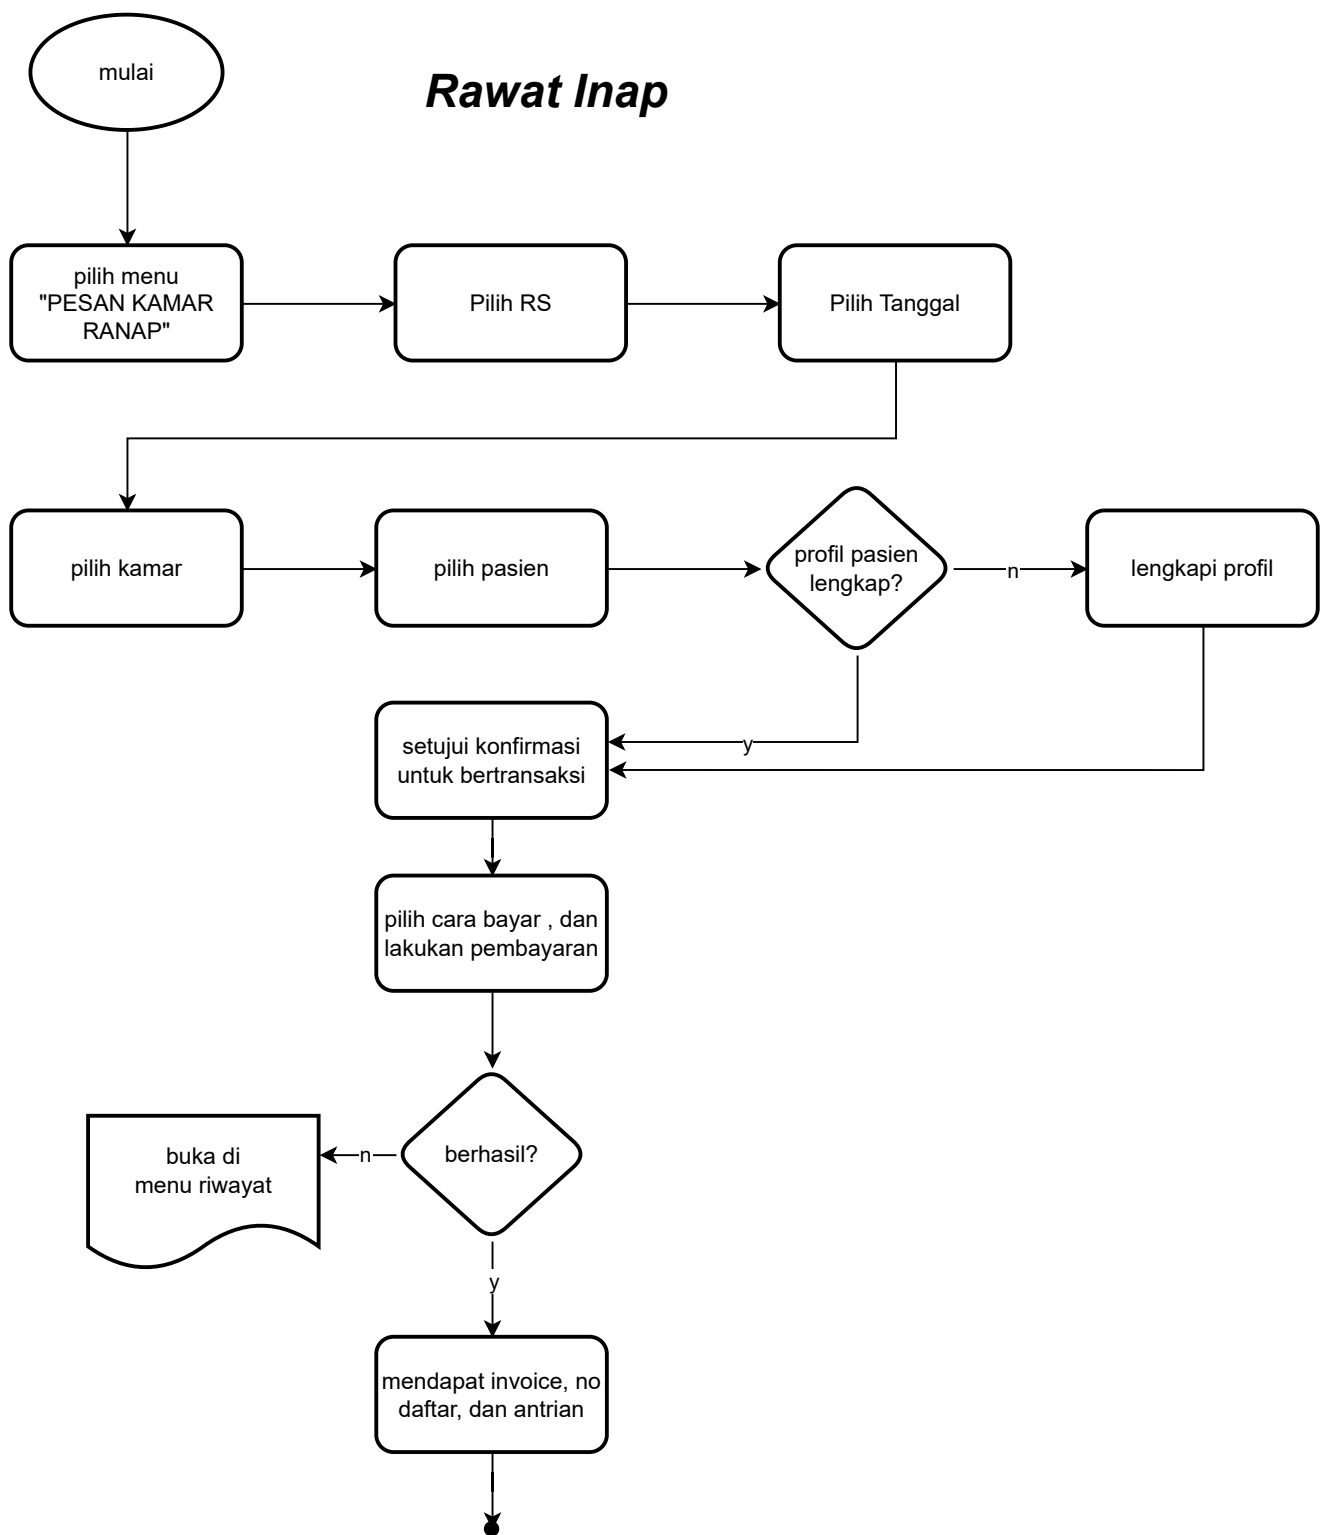 mulai
Rawat Inap
pilih menu
"PESAN KAMAR
RANAP"
Pilih RS
Pilih Tanggal
pilih kamar
pilih pasien
profil pasien
lengkap?
n
lengkapi profil
y
setujui konfirmasi
untuk bertransaksi
pilih cara bayar , dan
lakukan pembayaran
berhasil?
n
buka di
menu riwayat
y
mendapat invoice, no
daftar, dan antrian